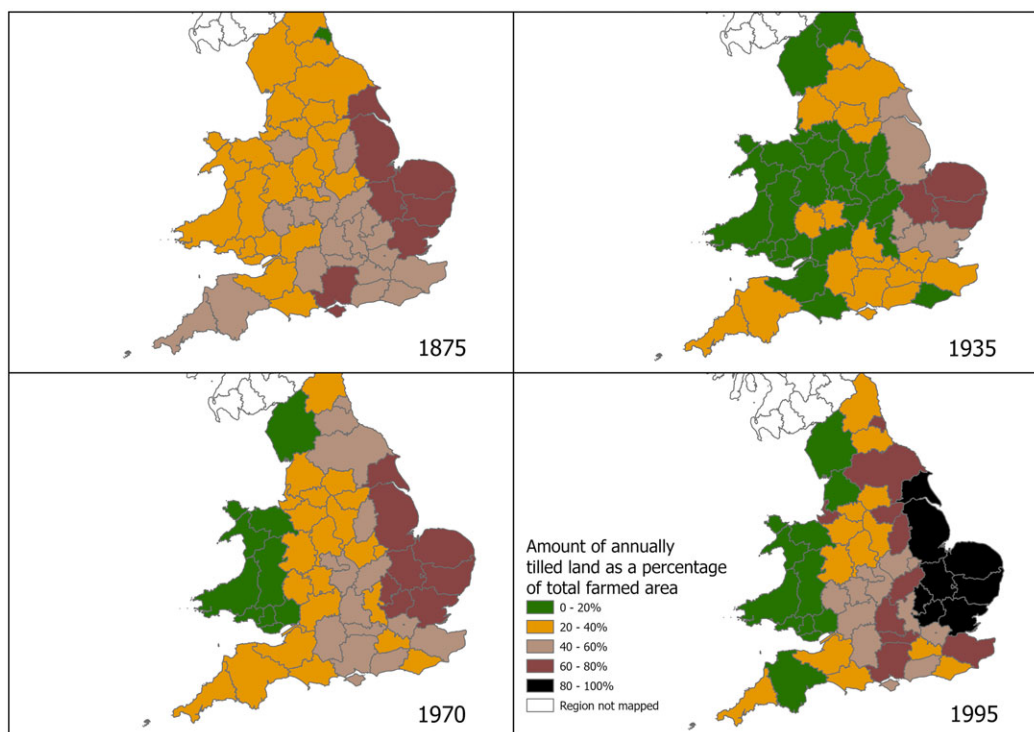 1875
1935
1970
Amount of annually
tilled land as a percentage
of total farmed area
0 - 20%
20 - 40%
40 - 60%
60 - 80%
80 - 100%
Region not mapped
1995